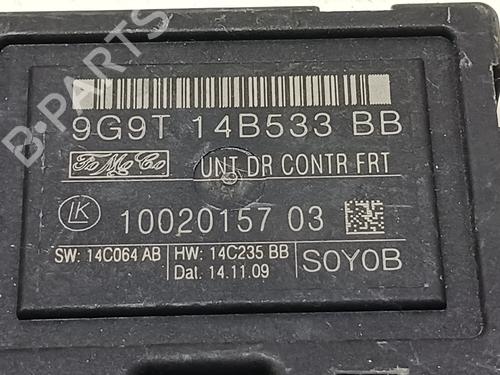 B-PARTS
9G9T 14B533 BB
FoMoCo UNT DR CONTR FRT
LK 10020157 03
SW: 14C064 AB HW: 14C235 BB
Dat. 14.11.09
S0Y0B